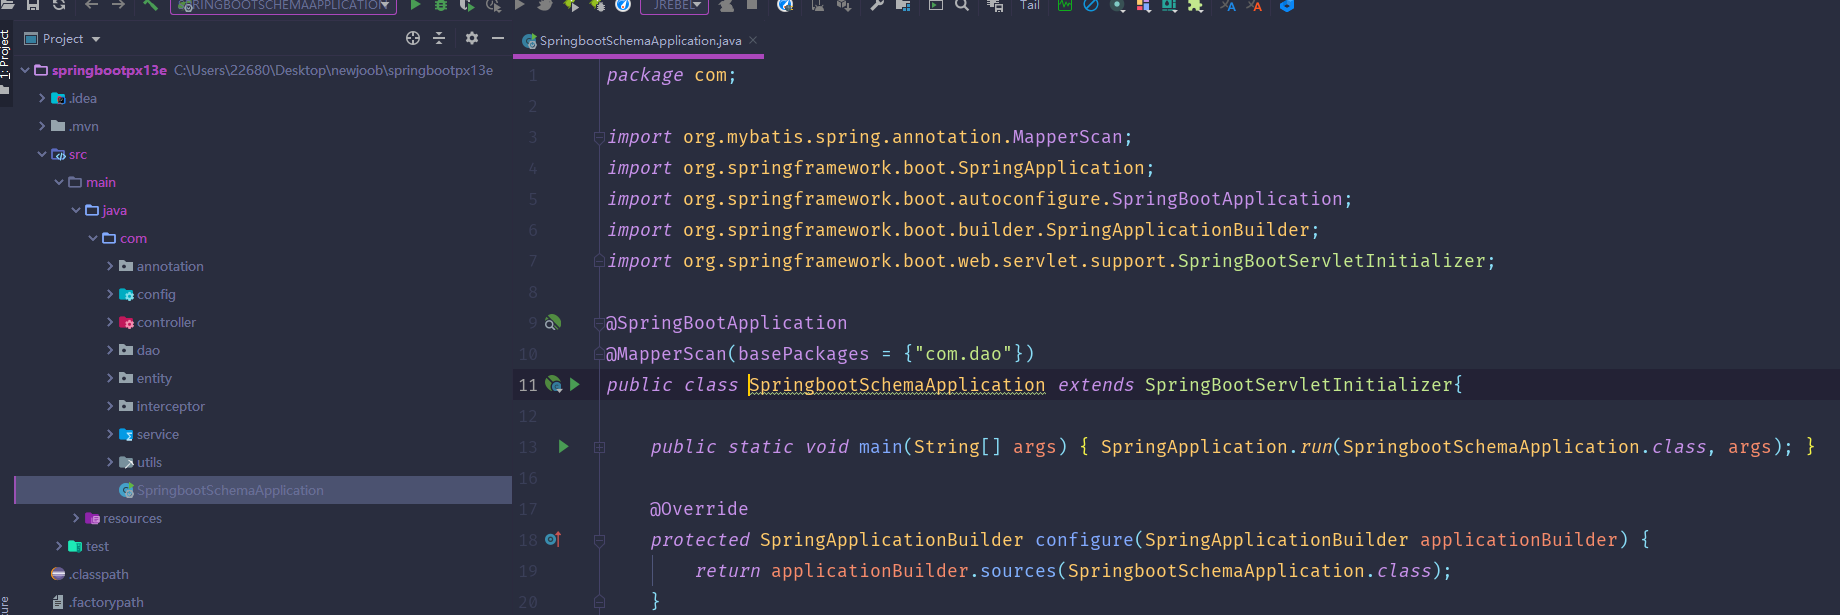 SPRINGBOOTSCHEMAAPPLICATION
JREBEL
Tail
1: Project
Project
SpringbootSchemaApplication.java
springbootpx13e C:\Users\22680\Desktop\newjoob\springbootpx13e
.idea
.mvn
src
main
java
com
annotation
config
controller
dao
entity
interceptor
service
utils
SpringbootSchemaApplication
resources
test
.classpath
.factorypath
1 package com;
2
3 import org.mybatis.spring.annotation.MapperScan;
4 import org.springframework.boot.SpringApplication;
5 import org.springframework.boot.autoconfigure.SpringBootApplication;
6 import org.springframework.boot.builder.SpringApplicationBuilder;
7 import org.springframework.boot.web.servlet.support.SpringBootServletInitializer;
8
9 @SpringBootApplication
10 @MapperScan(basePackages = {"com.dao"})
11 public class SpringbootSchemaApplication extends SpringBootServletInitializer{
12
13 public static void main(String[] args) { SpringApplication.run(SpringbootSchemaApplication.class, args); }
16
17 @Override
18 protected SpringApplicationBuilder configure(SpringApplicationBuilder applicationBuilder) {
19 return applicationBuilder.sources(SpringbootSchemaApplication.class);
20 }